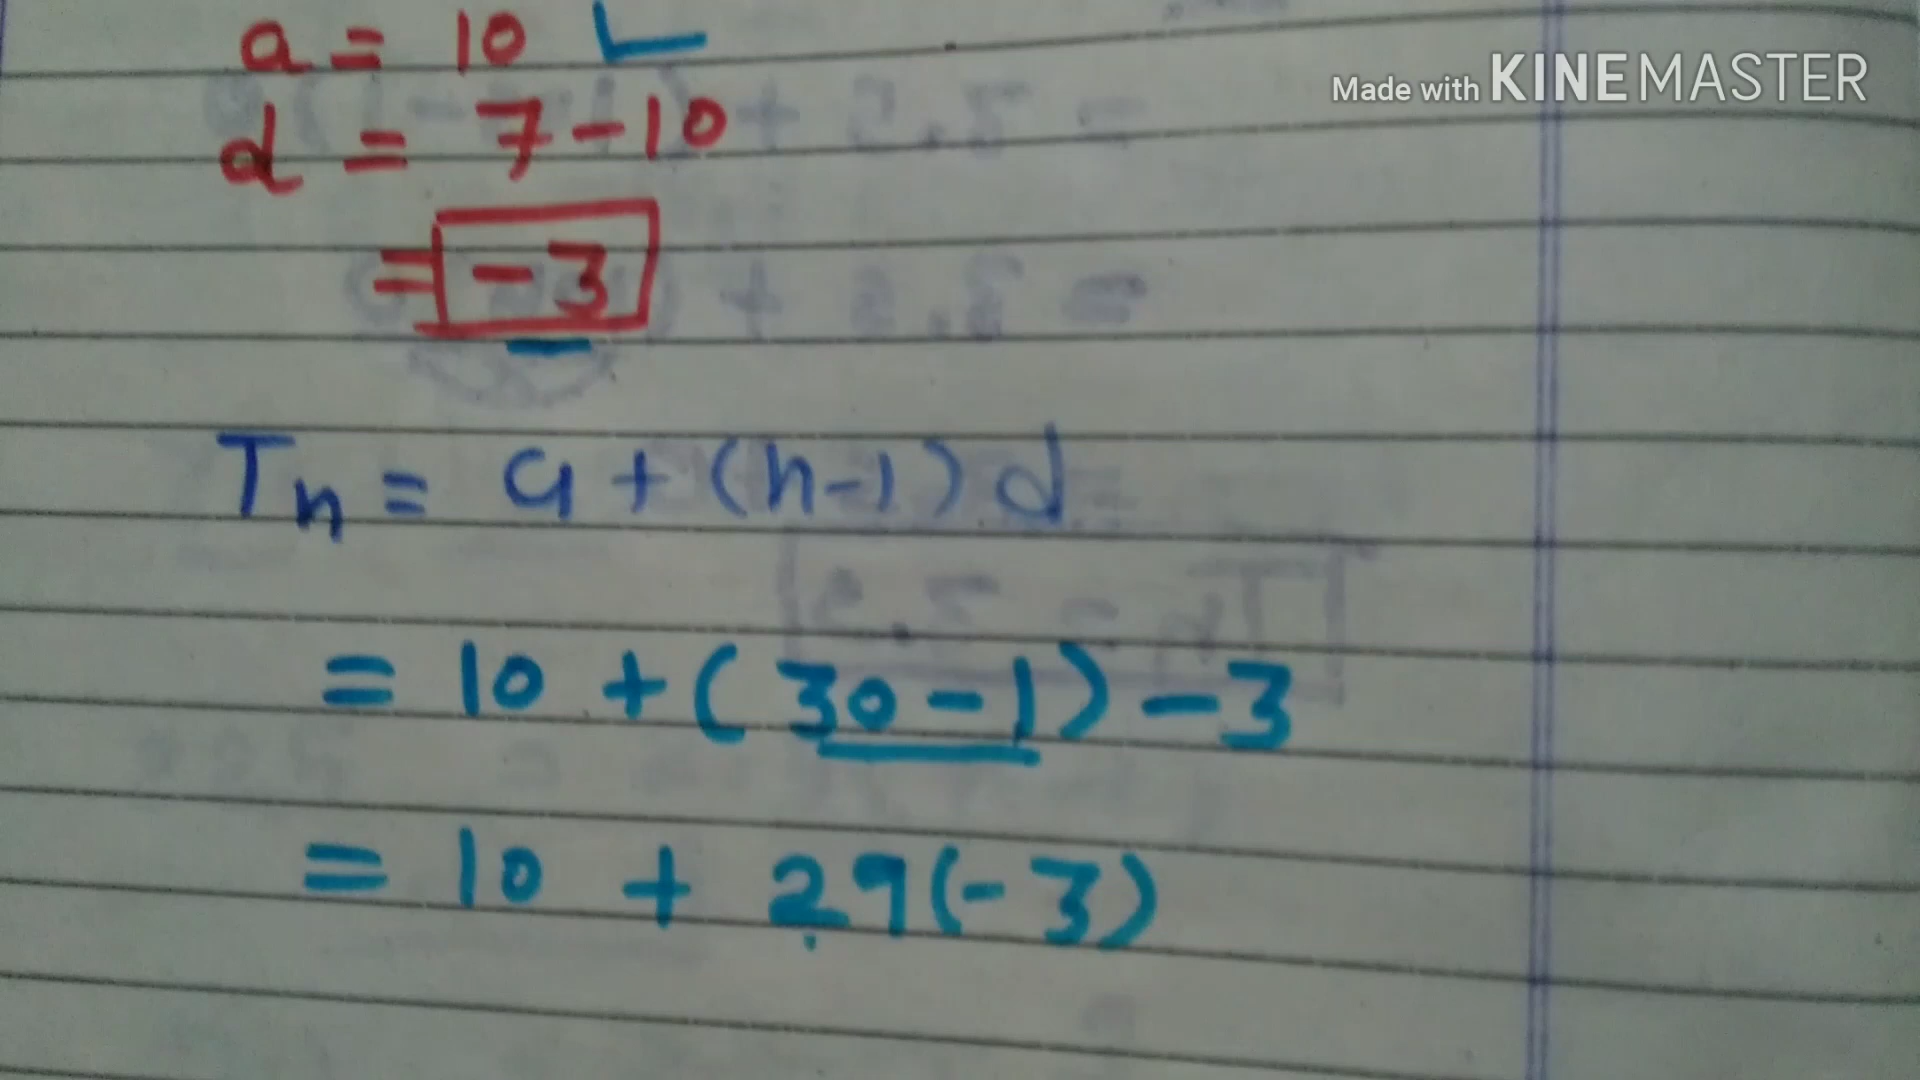 a = 10
Made with KINEMASTER
d = 7 - 10
= - 3
Tn = a + (n-1) d
= 10 + (30-1) - 3
= 10 + 29(-3)